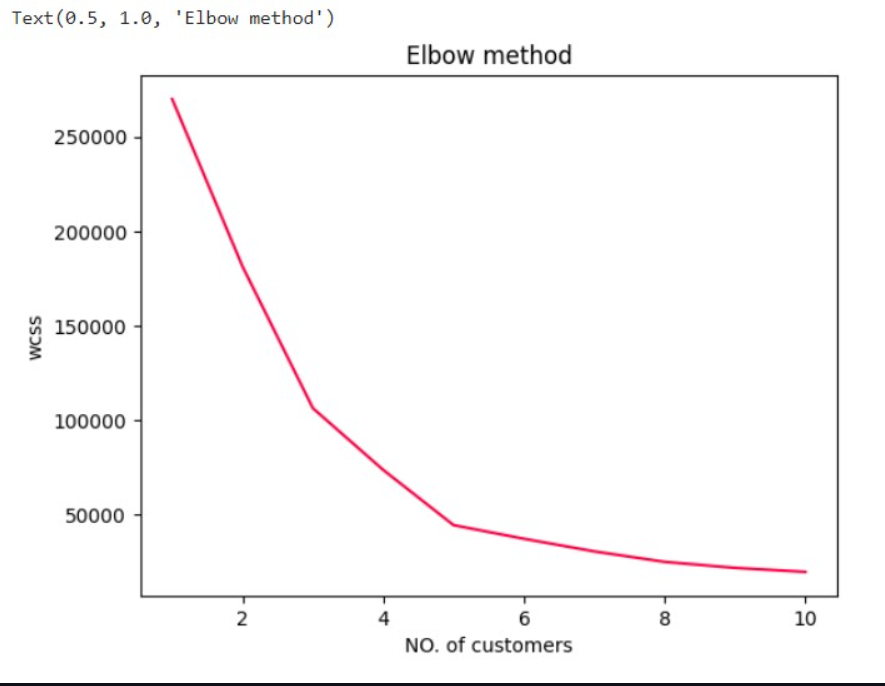 Text(0.5, 1.0, 'Elbow method')
Elbow method
250000
200000
150000
100000
50000
wcss
2 4 6 8 10
NO. of customers